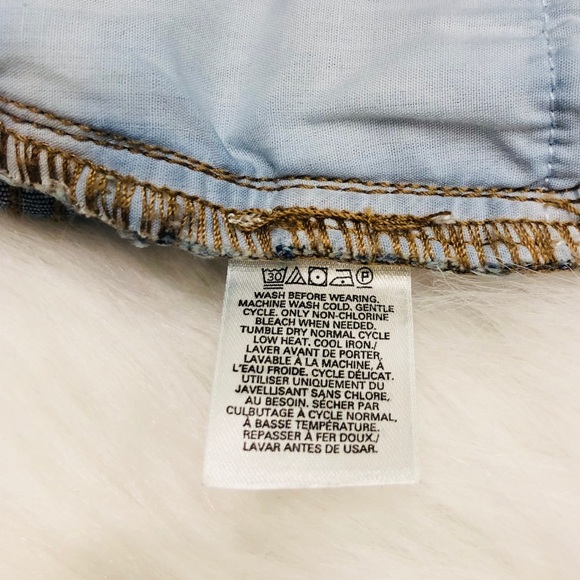 30 P
WASH BEFORE WEARING.
MACHINE WASH COLD. GENTLE
CYCLE. ONLY NON-CHLORINE
BLEACH WHEN NEEDED.
TUMBLE DRY NORMAL CYCLE
LOW HEAT. COOL IRON./
LAVER AVANT DE PORTER.
LAVABLE À LA MACHINE, À
L'EAU FROIDE. CYCLE DÉLICAT.
UTILISER UNIQUEMENT DU
JAVELLISANT SANS CHLORE,
AU BESOIN. SÉCHER PAR
CULBUTAGE À CYCLE NORMAL,
À BASSE TEMPÉRATURE.
REPASSER À FER DOUX./
LAVAR ANTES DE USAR.